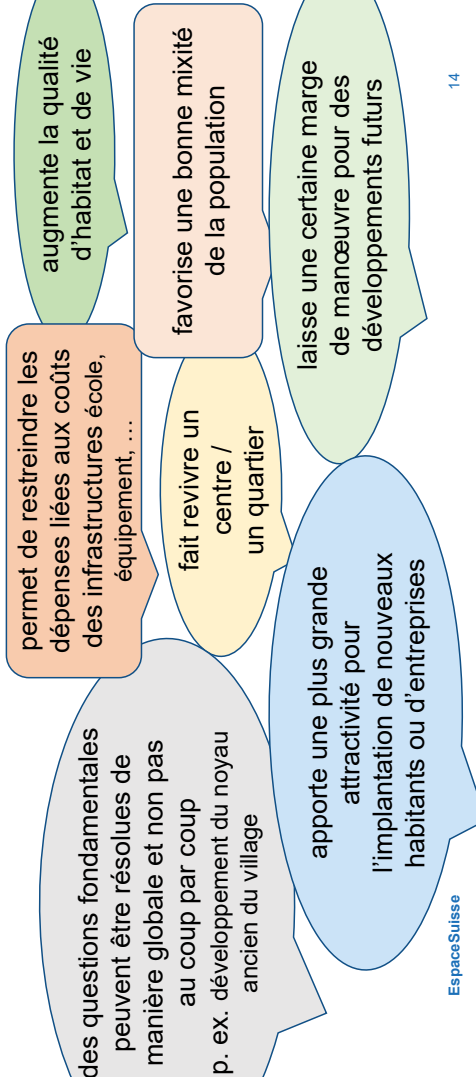 des questions fondamentales
peuvent être résolues de
manière globale et non pas
au coup par coup
p. ex. développement du noyau
ancien du village
permet de restreindre les
dépenses liées aux coûts
des infrastructures école,
équipement, …
augmente la qualité
d’habitat et de vie
fait revivre un
centre /
un quartier
favorise une bonne mixité
de la population
apporte une plus grande
attractivité pour
l’implantation de nouveaux
habitants ou d’entreprises
laisse une certaine marge
de manœuvre pour des
développements futurs
EspaceSuisse
14